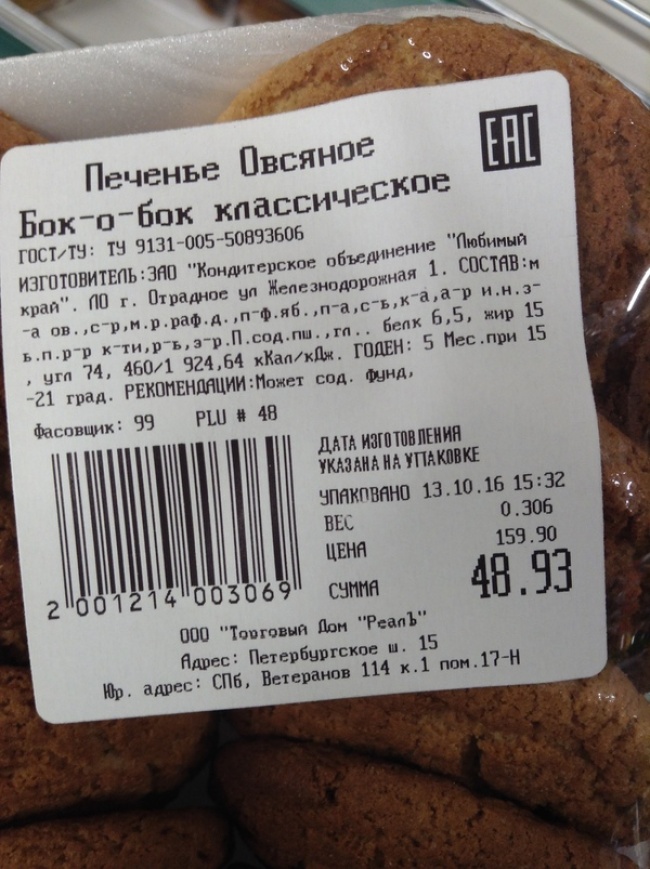 Печенье Овсяное
EAC
Бок-о-бок классическое
ГОСТ/ТУ: ТУ 9131-005-50893606
ИЗГОТОВИТЕЛЬ:ЗАО "Кондитерское объединение "Любимый
край". ЛО г. Отрадное ул Железнодорожная 1. СОСТАВ:м
-а ов.,с-р,м.р.раф.д.,п-ф.яб.,п-а,с-ь,к-а,а-р и.н.з-
ь.п.р-р к-ти,р-ь,э-р.П.сод.пш.,гл.. белк 6,5, жир 15
, угл 74, 460/1 924,64 кКал/кДж. ГОДЕН: 5 Мес.при 15
-21 град. РЕКОМЕНДАЦИИ:Может сод. фунд,
Фасовщик: 99 PLU # 48
ДАТА ИЗГОТОВЛЕНИЯ
УКАЗАНА НА УПАКОВКЕ
УПАКОВАНО 13.10.16 15:32
ВЕС 0.306
ЦЕНА 159.90
СУММА 48.93
2 001214 003069
ООО "Торговый Дом "РеалЪ"
Адрес: Петербургское ш. 15
Юр. адрес: СПб, Ветеранов 114 к.1 пом.17-Н